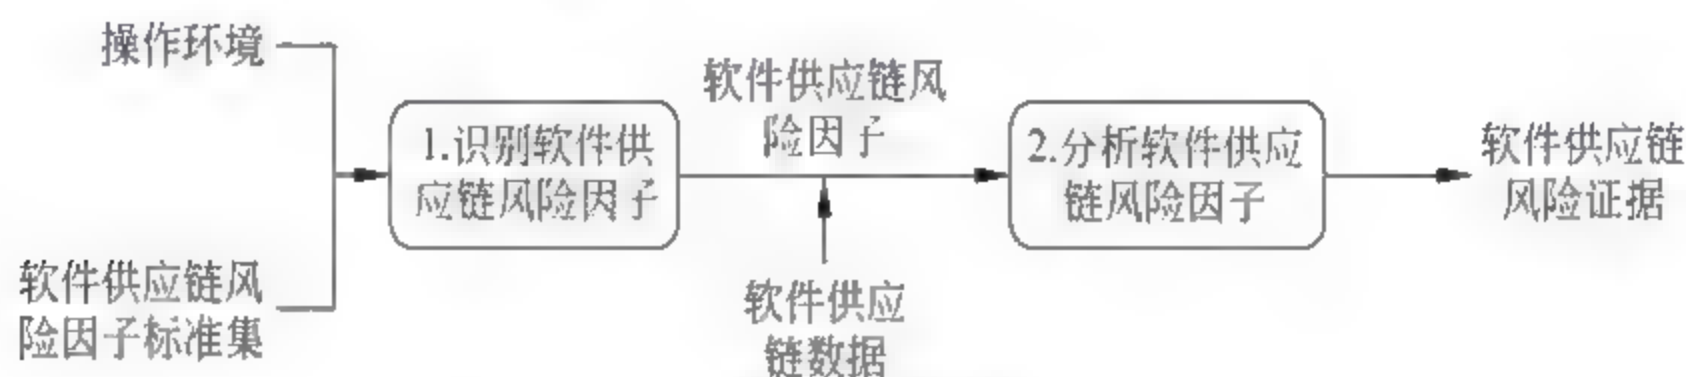 操作环境
软件供应链风
险因子标准集
1.识别软件供
应链风险因子
软件供应链风
险因子
软件供应
链数据
2.分析软件供应
链风险因子
软件供应链
风险证据